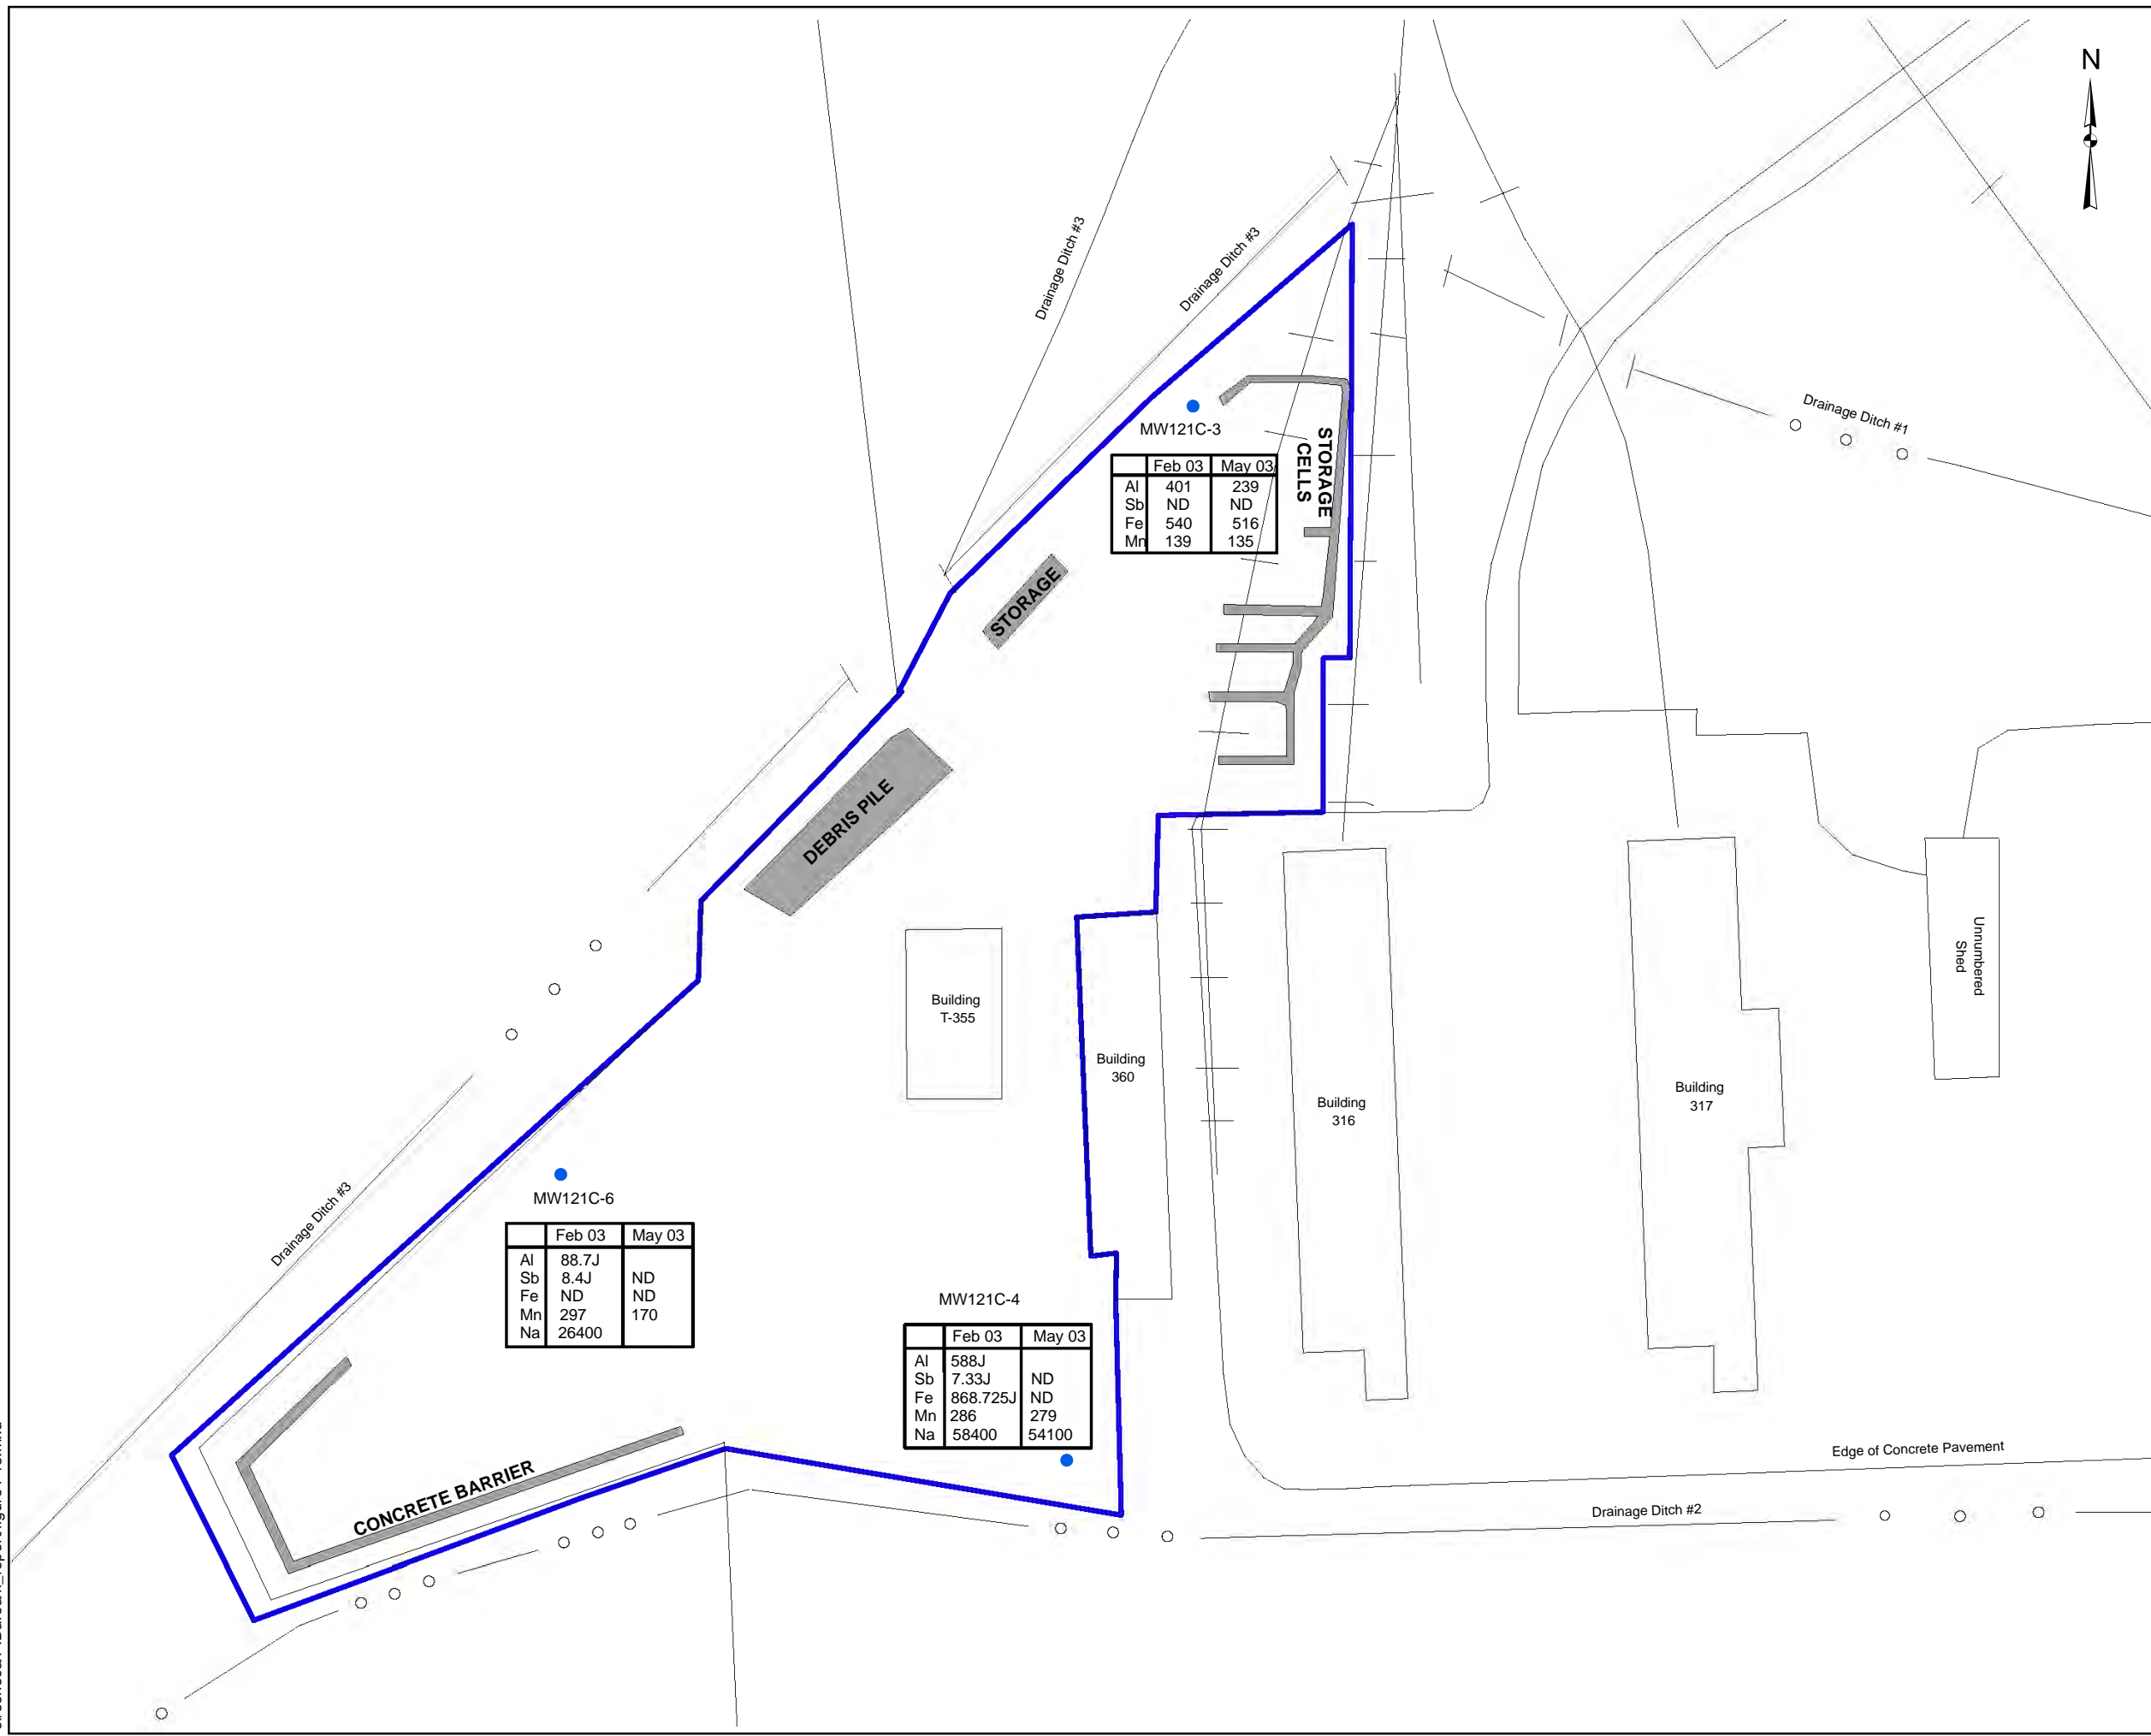 N
Drainage Ditch #3
Drainage Ditch #3
Drainage Ditch #1
MW121C-3
Feb 03 May 03
Al 401 239
Sb ND ND
Fe 540 516
Mn 139 135
STORAGE
CELLS
STORAGE
DEBRIS PILE
Building
T-355
Building
360
Building
316
Building
317
Unnumbered
Shed
Drainage Ditch #3
MW121C-6
Feb 03 May 03
Al 88.7J
Sb 8.4J ND
Fe ND ND
Mn 297 170
Na 26400
MW121C-4
Feb 03 May 03
Al 588J
Sb 7.33J ND
Fe 868.725J ND
Mn 286 279
Na 58400 54100
CONCRETE BARRIER
Edge of Concrete Pavement
Drainage Ditch #2